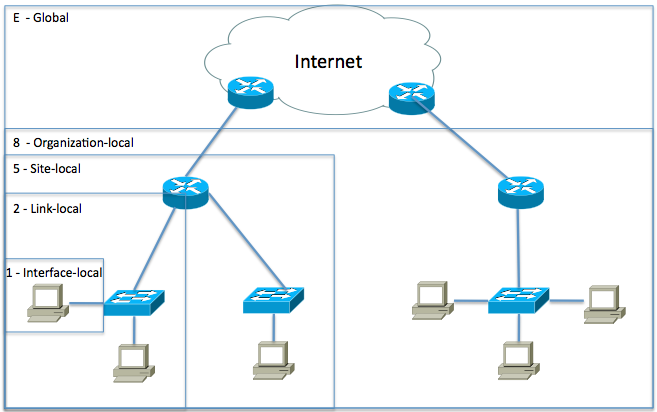 E - Global
Internet
8 - Organization-local
5 - Site-local
2 - Link-local
1 - Interface-local